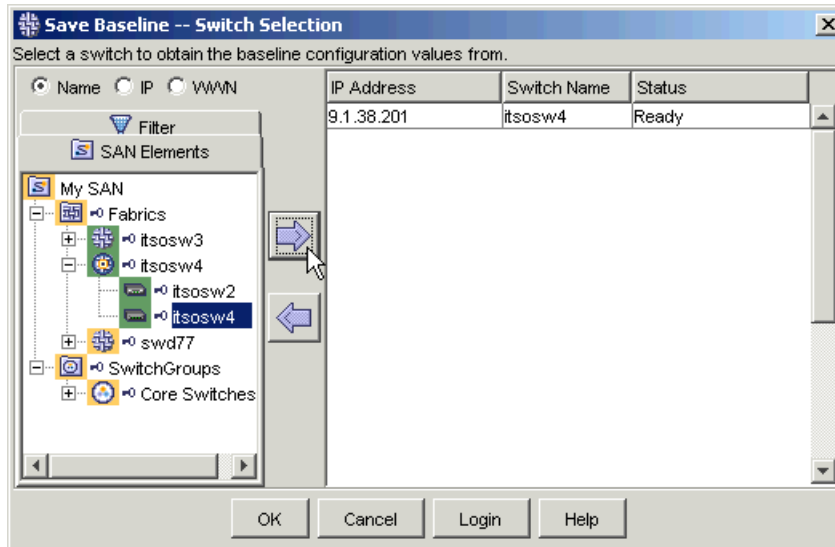 Save Baseline -- Switch Selection
Select a switch to obtain the baseline configuration values from.
Name IP WWN
Filter
SAN Elements
My SAN
Fabrics
itsosw3
itsosw4
itsosw2
itsosw4
swd77
SwitchGroups
Core Switches
IP Address Switch Name Status
9.1.38.201 itsosw4 Ready
OK Cancel Login Help